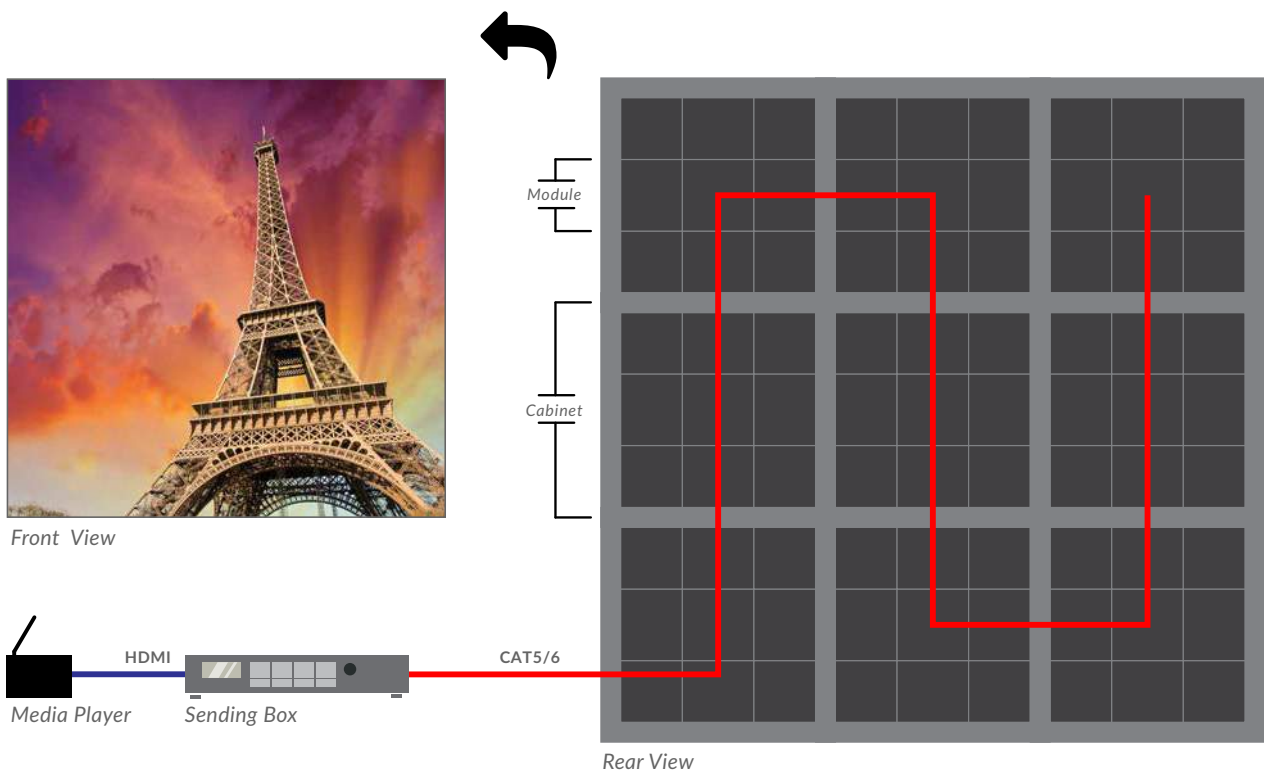 Module
Cabinet
Front View
HDMI
CAT5/6
Media Player
Sending Box
Rear View